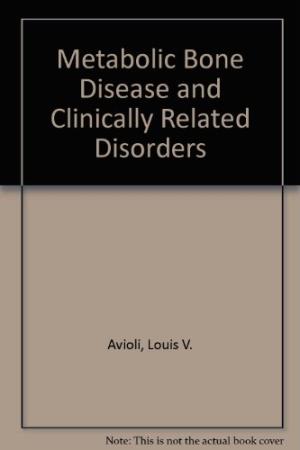 Metabolic Bone
Disease and
Clinically Related
Disorders
Avioli, Louis V.
Note: This is not the actual book cover